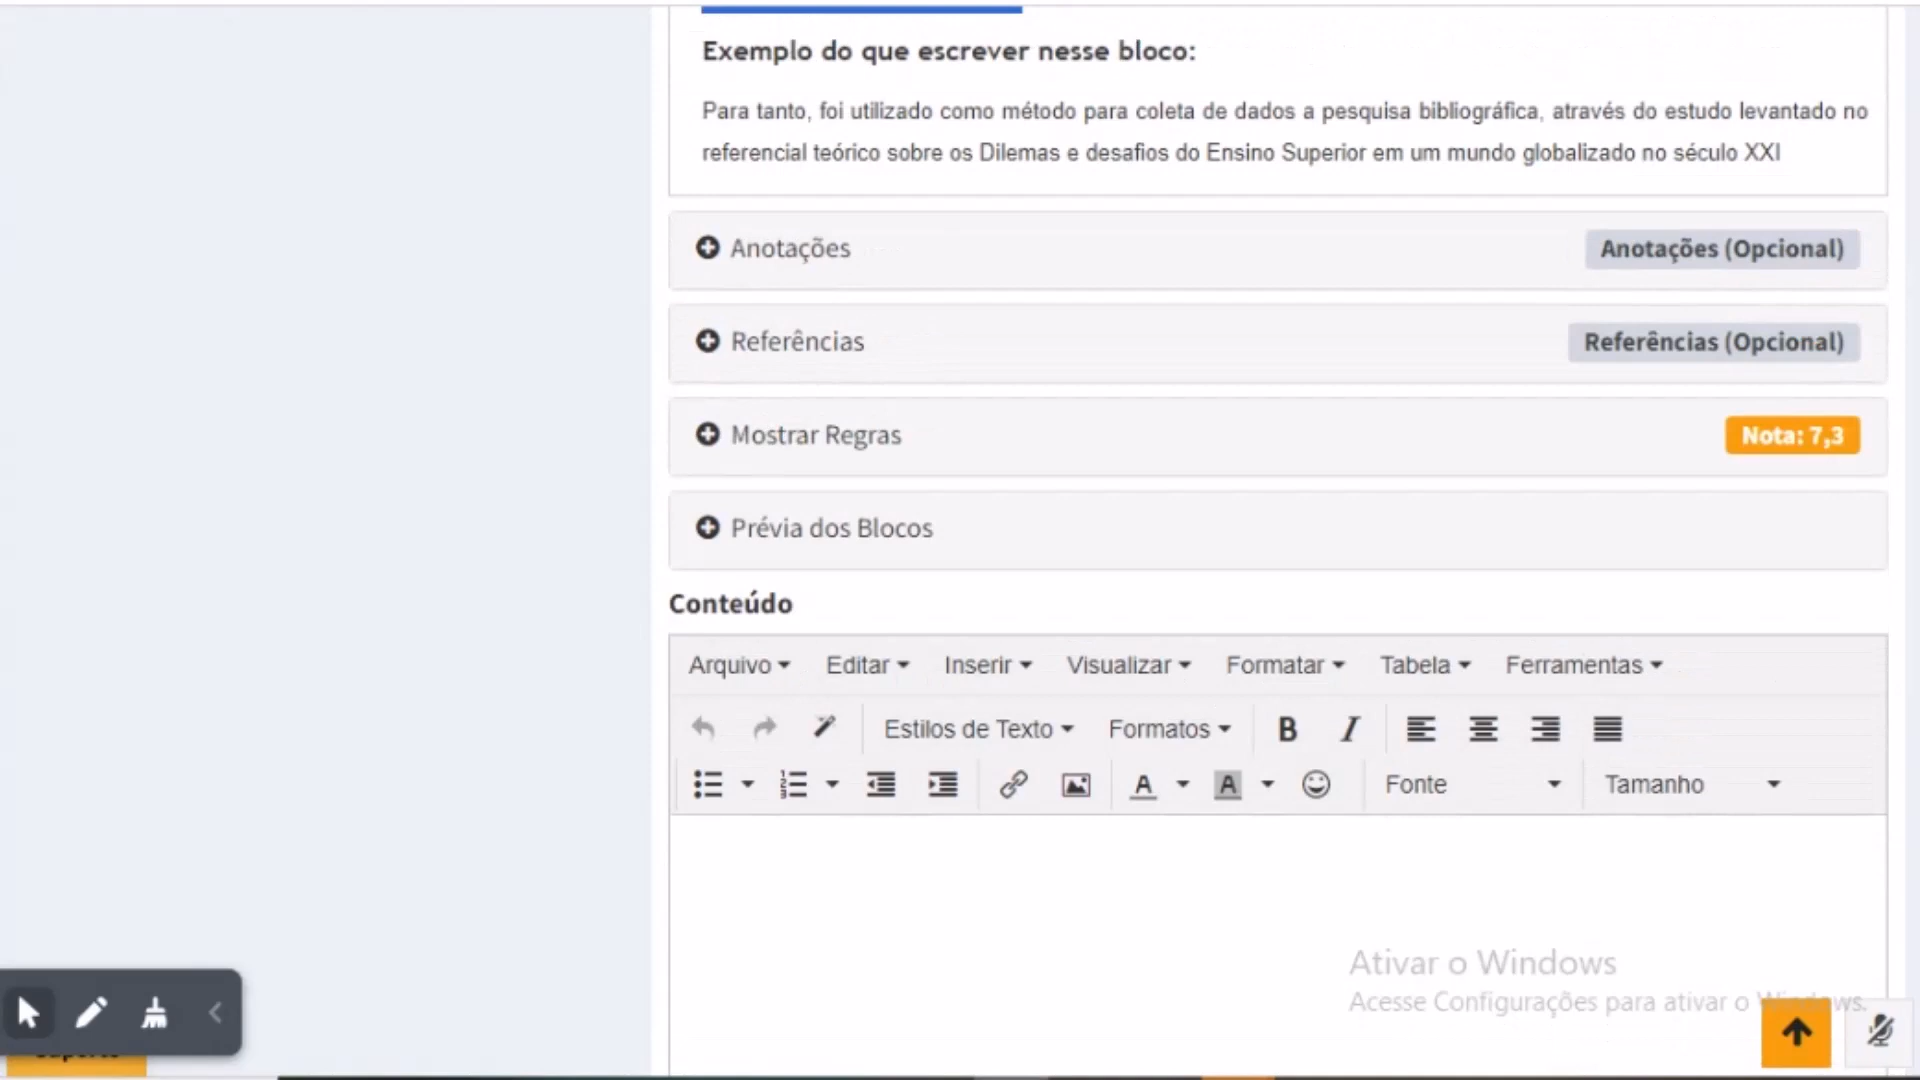 Exemplo do que escrever nesse bloco:
Para tanto, foi utilizado como método para coleta de dados a pesquisa bibliográfica, através do estudo levantado no
referencial teórico sobre os Dilemas e desafios do Ensino Superior em um mundo globalizado no século XXI
Anotações Anotações (Opcional)
Referências Referências (Opcional)
Mostrar Regras Nota: 7,3
Prévia dos Blocos
Conteúdo
Arquivo Editar Inserir Visualizar Formatar Tabela Ferramentas
Estilos de Texto Formatos B I
A A Fonte Tamanho
Ativar o Windows
Acesse Configurações para ativar o Windows.